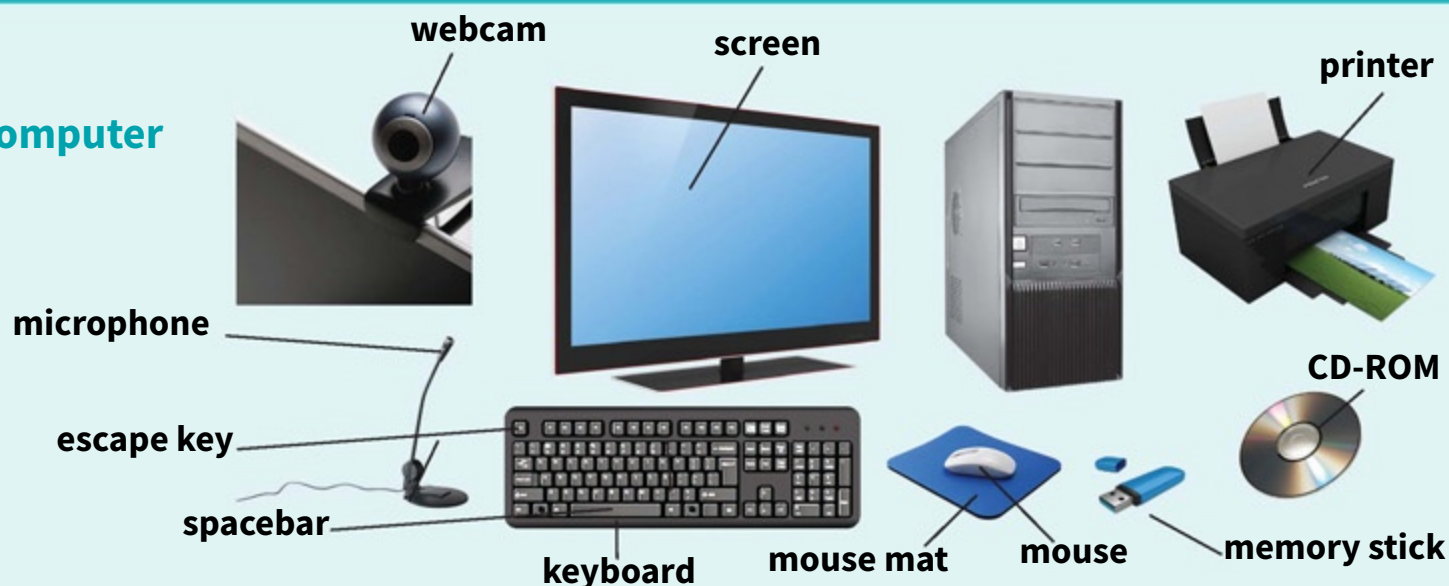 webcam
screen
printer
omputer
microphone
CD-ROM
escape key
spacebar
keyboard
mouse mat
mouse
memory stick